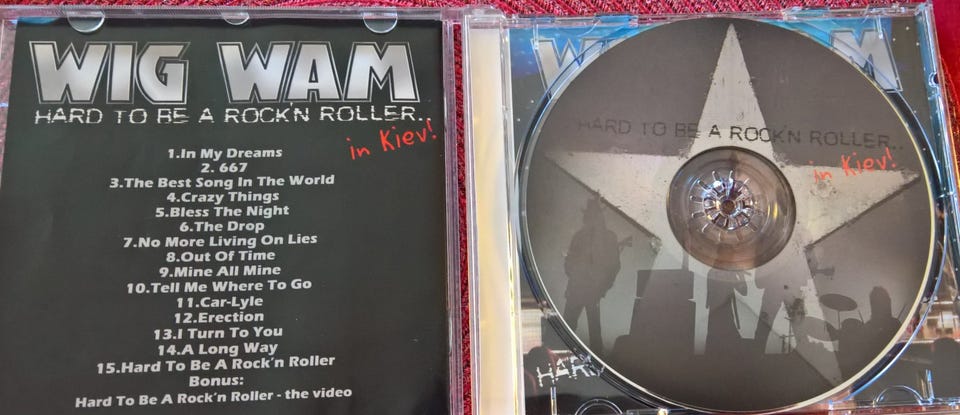 WIG WAM
HARD TO BE A ROCK'N ROLLER..
in Kiev!
1.In My Dreams
2. 667
3.The Best Song In The World
4.Crazy Things
5.Bless The Night
6.The Drop
7.No More Living On Lies
8.Out Of Time
9.Mine All Mine
10.Tell Me Where To Go
11.Car-Lyle
12.Erection
13.I Turn To You
14.A Long Way
15.Hard To Be A Rock'n Roller
Bonus:
Hard To Be A Rock'n Roller - the video
HARD TO BE A ROCK'N ROLLER..
in Kiev!
HARD